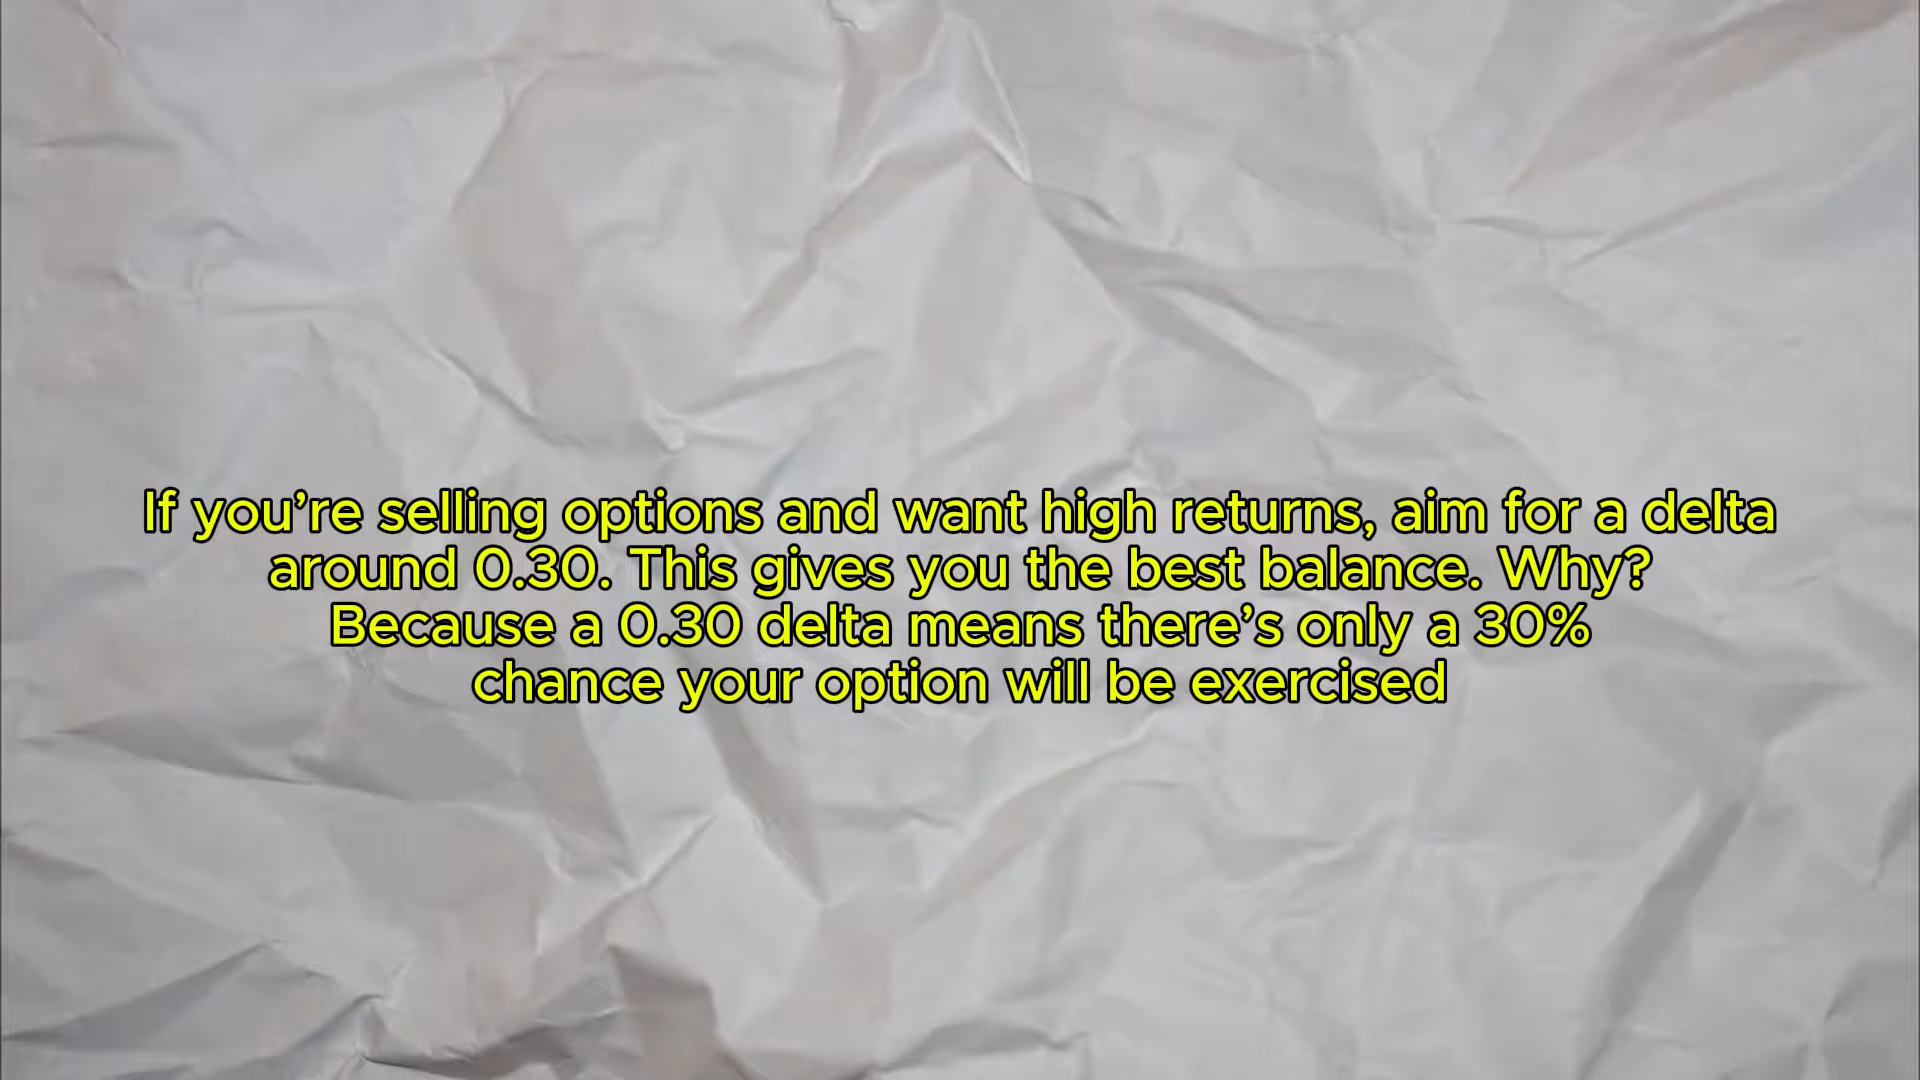 If you’re selling options and want high returns, aim for a delta
around 0.30. This gives you the best balance. Why?
Because a 0.30 delta means there’s only a 30%
chance your option will be exercised